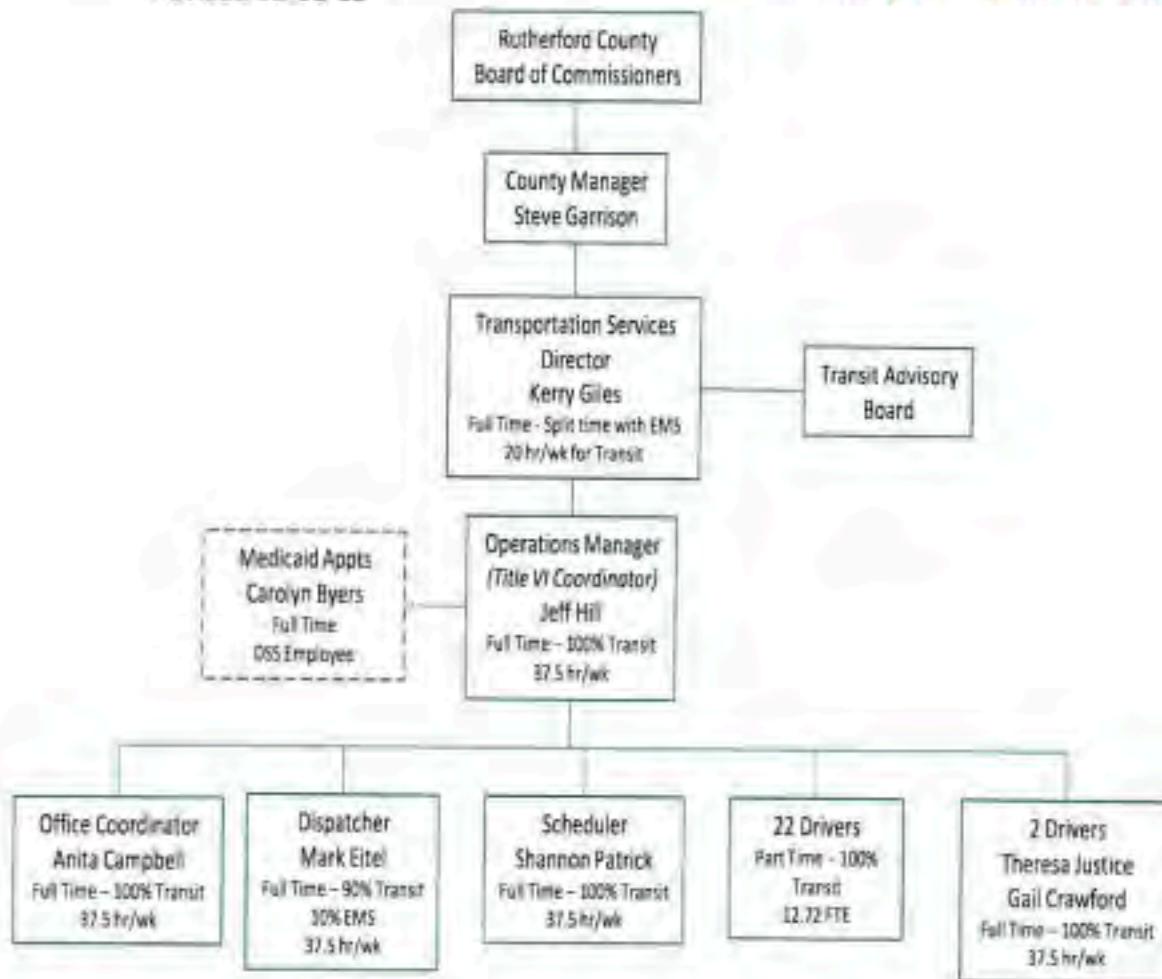 Rutherford County
Board of Commissioners
County Manager
Steve Garrison
Transportation Services
Director
Kerry Giles
Full Time - Split time with EMS
20 hr/wk for Transit
Transit Advisory
Board
Medicaid Appts
Carolyn Byers
Full Time
DSS Employee
Operations Manager
(Title VI Coordinator)
Jeff Hill
Full Time – 100% Transit
37.5 hr/wk
Office Coordinator
Anita Campbell
Full Time – 100% Transit
37.5 hr/wk
Dispatcher
Mark Eitel
Full Time – 90% Transit
10% EMS
37.5 hr/wk
Scheduler
Shannon Patrick
Full Time – 100% Transit
37.5 hr/wk
22 Drivers
Part Time - 100%
Transit
12.72 FTE
2 Drivers
Theresa Justice
Gail Crawford
Full Time – 100% Transit
37.5 hr/wk